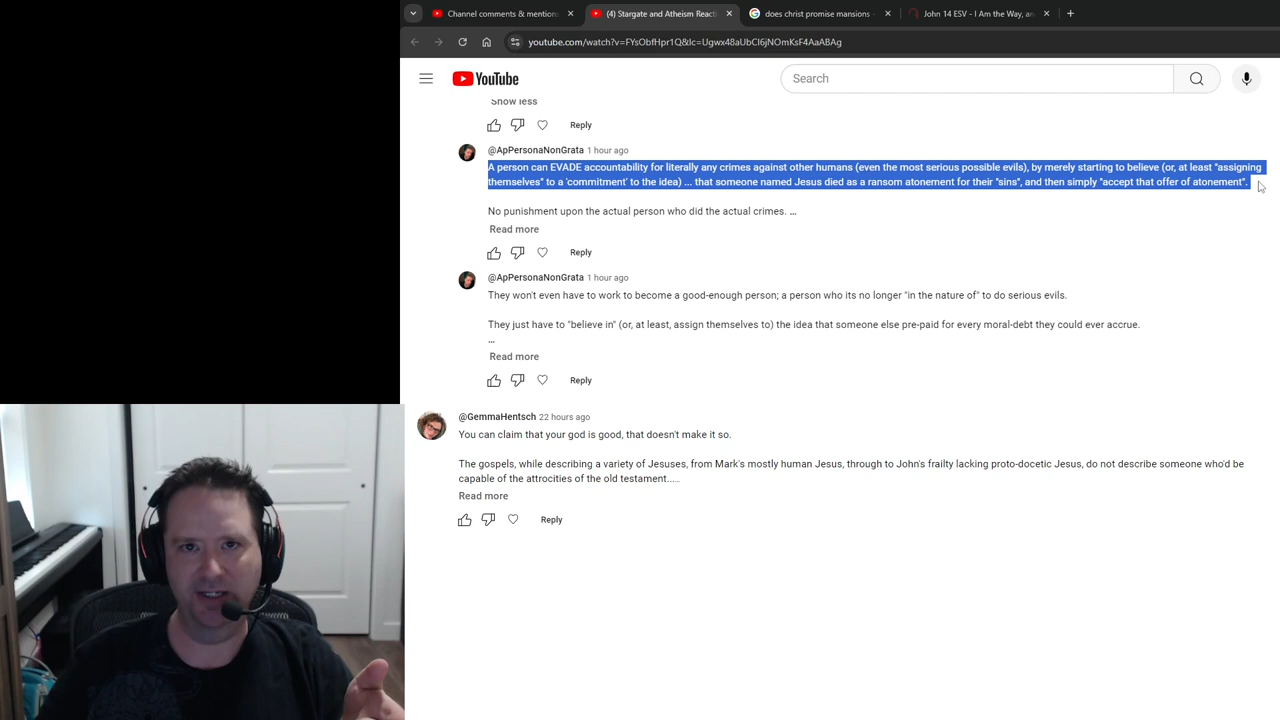 Channel comments & mention
(4) Stargate and Atheism Reacti
does christ promise mansions -
John 14 ESV - I Am the Way, an
youtube.com/watch?v=FYsObfHpr1Q&lc=Ugwx48aUbCl6jNOmKsF4AaABAg
YouTube
Search
Show less
Reply
@ApPersonaNonGrata 1 hour ago
A person can EVADE accountability for literally any crimes against other humans (even the most serious possible evils), by merely starting to believe (or, at least "assigning
themselves" to a 'commitment' to the idea) ... that someone named Jesus died as a ransom atonement for their "sins", and then simply "accept that offer of atonement".
No punishment upon the actual person who did the actual crimes. ...
Read more
Reply
@ApPersonaNonGrata 1 hour ago
They won't even have to work to become a good-enough person; a person who its no longer "in the nature of" to do serious evils.
They just have to "believe in" (or, at least, assign themselves to) the idea that someone else pre-paid for every moral-debt they could ever accrue.
...
Read more
Reply
@GemmaHentsch 22 hours ago
You can claim that your god is good, that doesn't make it so.
The gospels, while describing a variety of Jesuses, from Mark's mostly human Jesus, through to John's frailty lacking proto-docetic Jesus, do not describe someone who'd be
capable of the attrocities of the old testament......
Read more
Reply